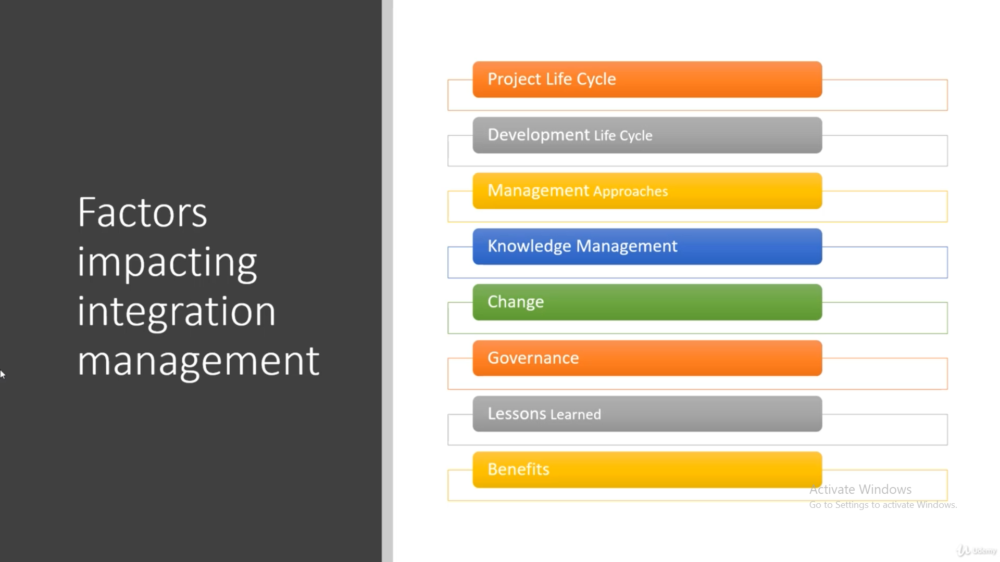 Factors
impacting
integration
management
Project Life Cycle
Development Life Cycle
Management Approaches
Knowledge Management
Change
Governance
Lessons Learned
Benefits
Activate Windows
Go to Settings to activate Windows.
Udemy